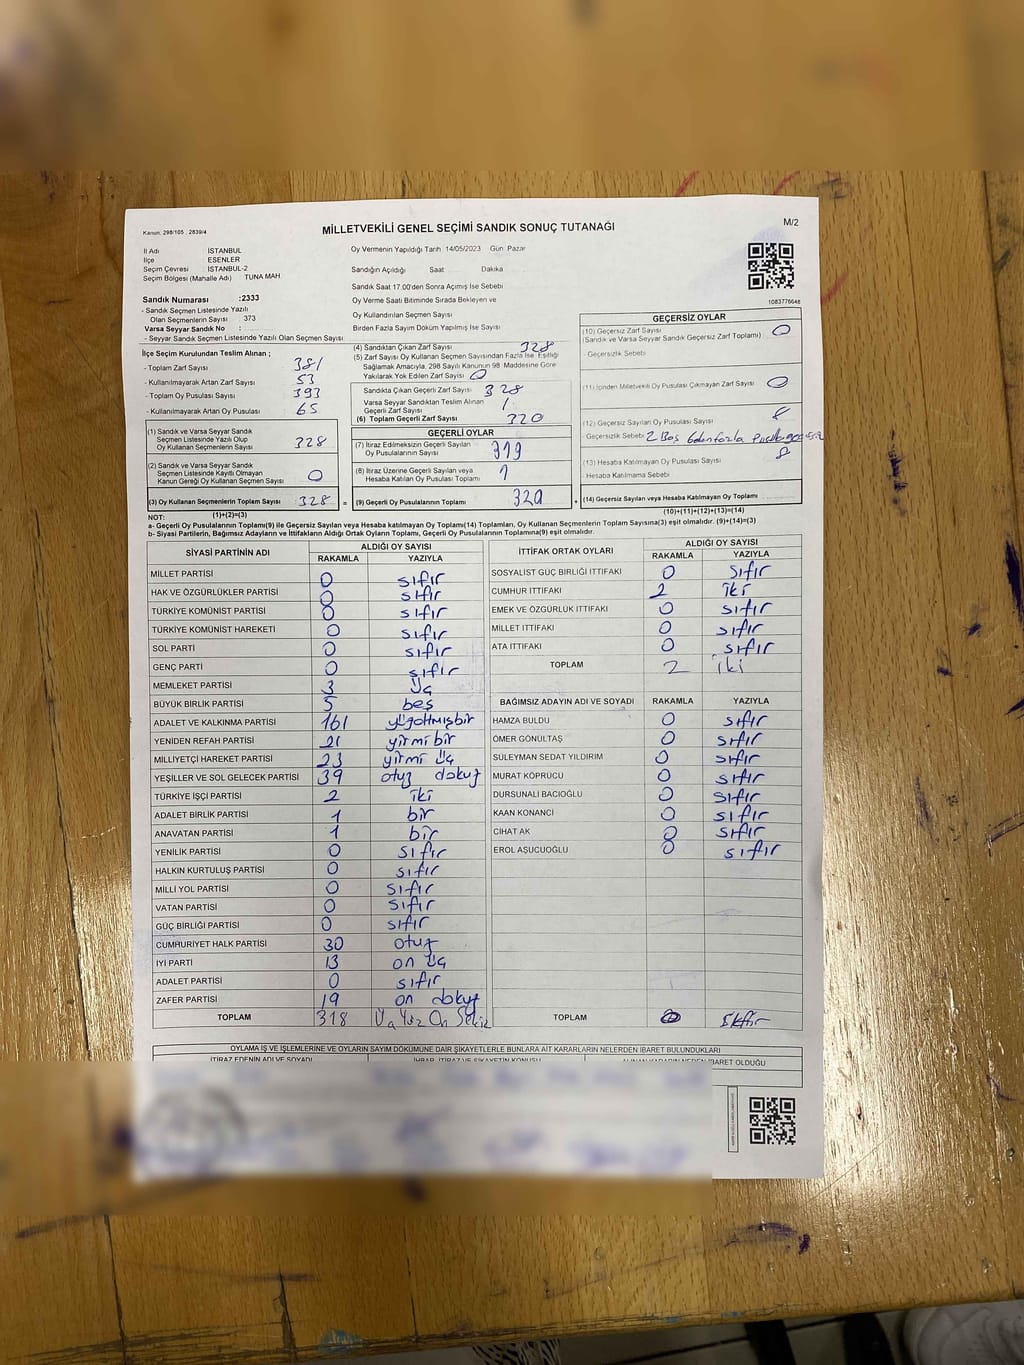 Kanun; 298/105 , 2839/4
MİLLETVEKİLİ GENEL SEÇİMİ SANDIK SONUÇ TUTANAĞI
M/2
İl Adı İSTANBUL
İlçe ESENLER
Seçim Çevresi İSTANBUL-2
Seçim Bölgesi (Mahalle Adı) TUNA MAH.
Oy Vermenin Yapıldığı Tarih 14/05/2023 Gün Pazar
Sandığın Açıldığı Saat Dakika
Sandık Saat 17:00'den Sonra Açımış İse Sebebi
Oy Verme Saati Bitiminde Sırada Bekleyen ve
Oy Kullandırılan Seçmen Sayısı
Birden Fazla Sayım Döküm Yapılmış İse Sayısı
1083776648
Sandık Numarası :2333
- Sandık Seçmen Listesinde Yazılı
Olan Seçmenlerin Sayısı 373
Varsa Seyyar Sandık No :
- Seyyar Sandık Seçmen Listesinde Yazılı Olan Seçmen Sayısı
İlçe Seçim Kurulundan Teslim Alınan ;
- Toplam Zarf Sayısı 381
- Kullanılmayarak Artan Zarf Sayısı 53
- Toplam Oy Pusulası Sayısı 393
- Kullanılmayarak Artan Oy Pusulası 65
(1) Sandık ve Varsa Seyyar Sandık
Seçmen Listesinde Yazılı Olup
Oy Kullanan Seçmen Sayısı 328
(2) Sandık ve Varsa Seyyar Sandık
Seçmen Listesinde Kayıtlı Olmayan
Kanun Gereği Oy Kullanan Seçmen Sayısı 0
(3) Oy Kullanan Seçmenlerin Toplam Sayısı 328
(4) Sandıktan Çıkan Zarf Sayısı 328
(5) Zarf Sayısı Oy Kullanan Seçmen Sayısından Fazla İse, Eşitliği
Sağlamak Amacıyla, 298 Sayılı Kanunun 98. Maddesine Göre
Yakılarak Yok Edilen Zarf Sayısı 0
Sandıkta Çıkan Geçerli Zarf Sayısı 328
Varsa Seyyar Sandıktan Teslim Alınan
Geçerli Zarf Sayısı
(6) Toplam Geçerli Zarf Sayısı 320
GEÇERLİ OYLAR
(7) İtiraz Edilmeksizin Geçerli Sayılan
Oy Pusulalarının Sayısı 319
(8) İtiraz Üzerine Geçerli Sayılan veya
Hesaba Katılan Oy Pusulası Toplamı 1
= (9) Geçerli Oy Pusulalarının Toplamı 320
GEÇERSİZ OYLAR
(10) Geçersiz Zarf Sayısı 0
(Sandık ve Varsa Seyyar Sandık Geçersiz Zarf Toplamı)
- Geçersizlik Sebebi
(11) İçinden Milletvekili Oy Pusulası Çıkmayan Zarf Sayısı 0
(12) Geçersiz Sayılan Oy Pusulası Sayısı 8
Geçersizlik Sebebi 2 Boş 6 dan fazla
(13) Hesaba Katılmayan Oy Pusulası Sayısı
Hesaba Katılmama Sebebi
+ (14) Geçersiz Sayılan veya Hesaba Katılmayan Oy Toplamı
(1)+(2)=(3)
(10)+(11)+(12)+(13)=(14)
NOT:
a- Geçerli Oy Pusulalarının Toplamı(9) ile Geçersiz Sayılan veya Hesaba katılmayan Oy Toplamı(14) Toplamları, Oy Kullanan Seçmenlerin Toplam Sayısına(3) eşit olmalıdır. (9)+(14)=(3)
b- Siyasi Partilerin, Bağımsız Adayların ve İttifakların Aldığı Ortak Oyların Toplamı, Geçerli Oy Pusulalarının Toplamına(9) eşit olmalıdır.
SİYASİ PARTİNİN ADI ALDIĞI OY SAYISI
RAKAMLA YAZIYLA
MİLLET PARTİSİ 0 sıfır
HAK VE ÖZGÜRLÜKLER PARTİSİ 0 sıfır
TÜRKİYE KOMÜNİST PARTİSİ 0 sıfır
TÜRKİYE KOMÜNİST HAREKETİ 0 sıfır
SOL PARTİ 0 sıfır
GENÇ PARTİ 0 sıfır
MEMLEKET PARTİSİ 3 üç
BÜYÜK BİRLİK PARTİSİ 5 beş
ADALET VE KALKINMA PARTİSİ 161 yüzaltmışbir
YENİDEN REFAH PARTİSİ 21 yirmi bir
MİLLİYETÇİ HAREKET PARTİSİ 23 yirmi üç
YEŞİLLER VE SOL GELECEK PARTİSİ 39 otuz dokuz
TÜRKİYE İŞÇİ PARTİSİ 2 iki
ADALET BİRLİK PARTİSİ 1 bir
ANAVATAN PARTİSİ 1 bir
YENİLİK PARTİSİ 0 sıfır
HALKIN KURTULUŞ PARTİSİ 0 sıfır
MİLLİ YOL PARTİSİ 0 sıfır
VATAN PARTİSİ 0 sıfır
GÜÇ BİRLİĞİ PARTİSİ 0 sıfır
CUMHURİYET HALK PARTİSİ 30 otuz
İYİ PARTİ 13 on üç
ADALET PARTİSİ 0 sıfır
ZAFER PARTİSİ 19 on dokuz
TOPLAM 318 Üç Yüz On Sekiz
İTTİFAK ORTAK OYLARI ALDIĞI OY SAYISI
RAKAMLA YAZIYLA
SOSYALİST GÜÇ BİRLİĞİ İTTİFAKI 0 sıfır
CUMHUR İTTİFAKI 2 iki
EMEK VE ÖZGÜRLÜK İTTİFAKI 0 sıfır
MİLLET İTTİFAKI 0 sıfır
ATA İTTİFAKI 0 sıfır
TOPLAM 2 iki
BAĞIMSIZ ADAYIN ADI VE SOYADI RAKAMLA YAZIYLA
HAMZA BULDU 0 sıfır
ÖMER GÖNÜLTAŞ 0 sıfır
SÜLEYMAN SEDAT YILDIRIM 0 sıfır
MURAT KÖPRÜCÜ 0 sıfır
DURSUNALİ BACIOĞLU 0 sıfır
KAAN KONANCI 0 sıfır
CİHAT AK 0 sıfır
EROL AŞUCUOĞLU 0 sıfır
TOPLAM 0 sıfır
OYLAMA İŞ VE İŞLEMLERİNE VE OYLARIN SAYIM DÖKÜMÜNE DAİR ŞİKAYETLERLE BUNLARA AİT KARARLARIN NELERDEN İBARET BULUNDUKLARI
İTİRAZ EDENİN ADI VE SOYADI İHBAR, İTİRAZ VE ŞİKAYETİN KONUSU ALINAN KARARIN NEDEN İBARET OLDUĞU